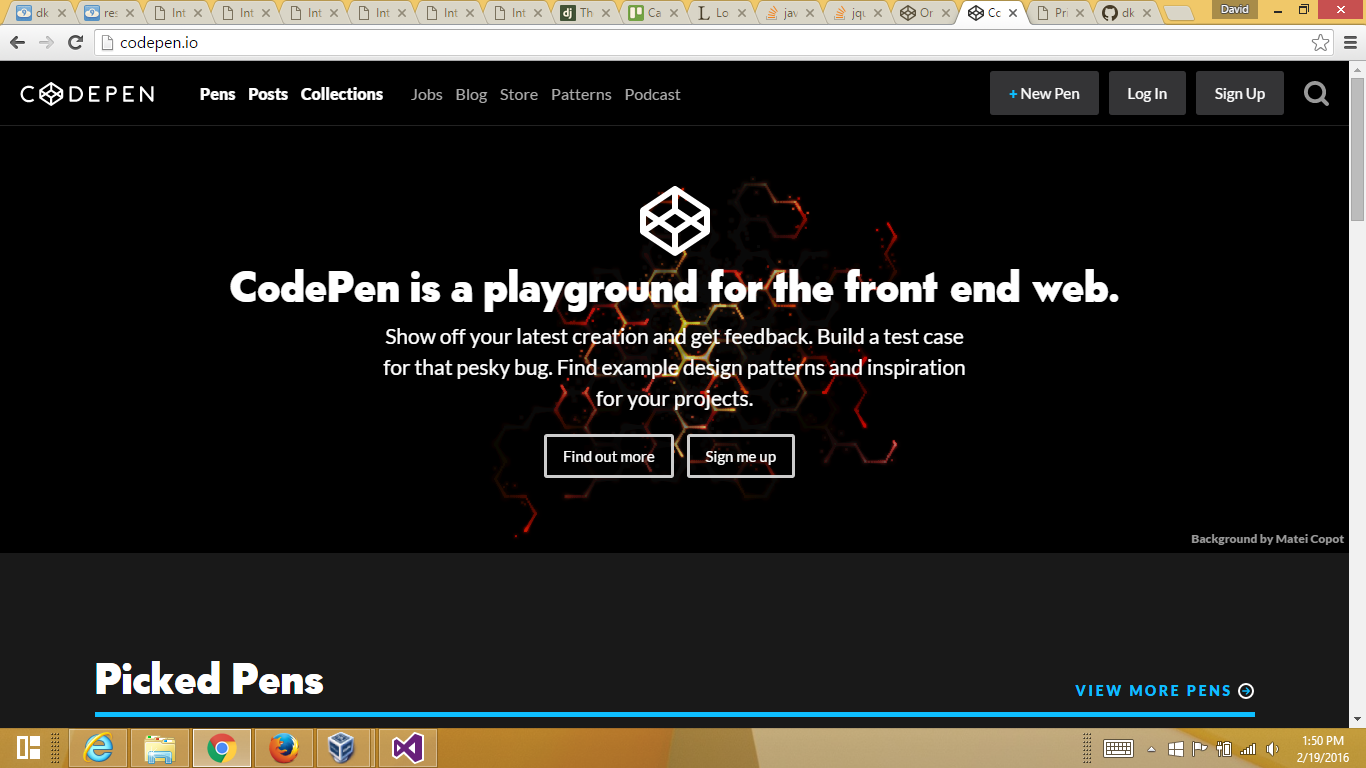 dk
res
Int
Int
Int
Int
Int
Int
Th
Ca
Lo
jav
jqu
Or
Cc
Pri
dk
David
codepen.io
CODEPEN
Pens Posts Collections Jobs Blog Store Patterns Podcast
+ New Pen Log In Sign Up
CodePen is a playground for the front end web.
Show off your latest creation and get feedback. Build a test case
for that pesky bug. Find example design patterns and inspiration
for your projects.
Find out more Sign me up
Background by Matei Copot
Picked Pens
VIEW MORE PENS
1:50 PM
2/19/2016